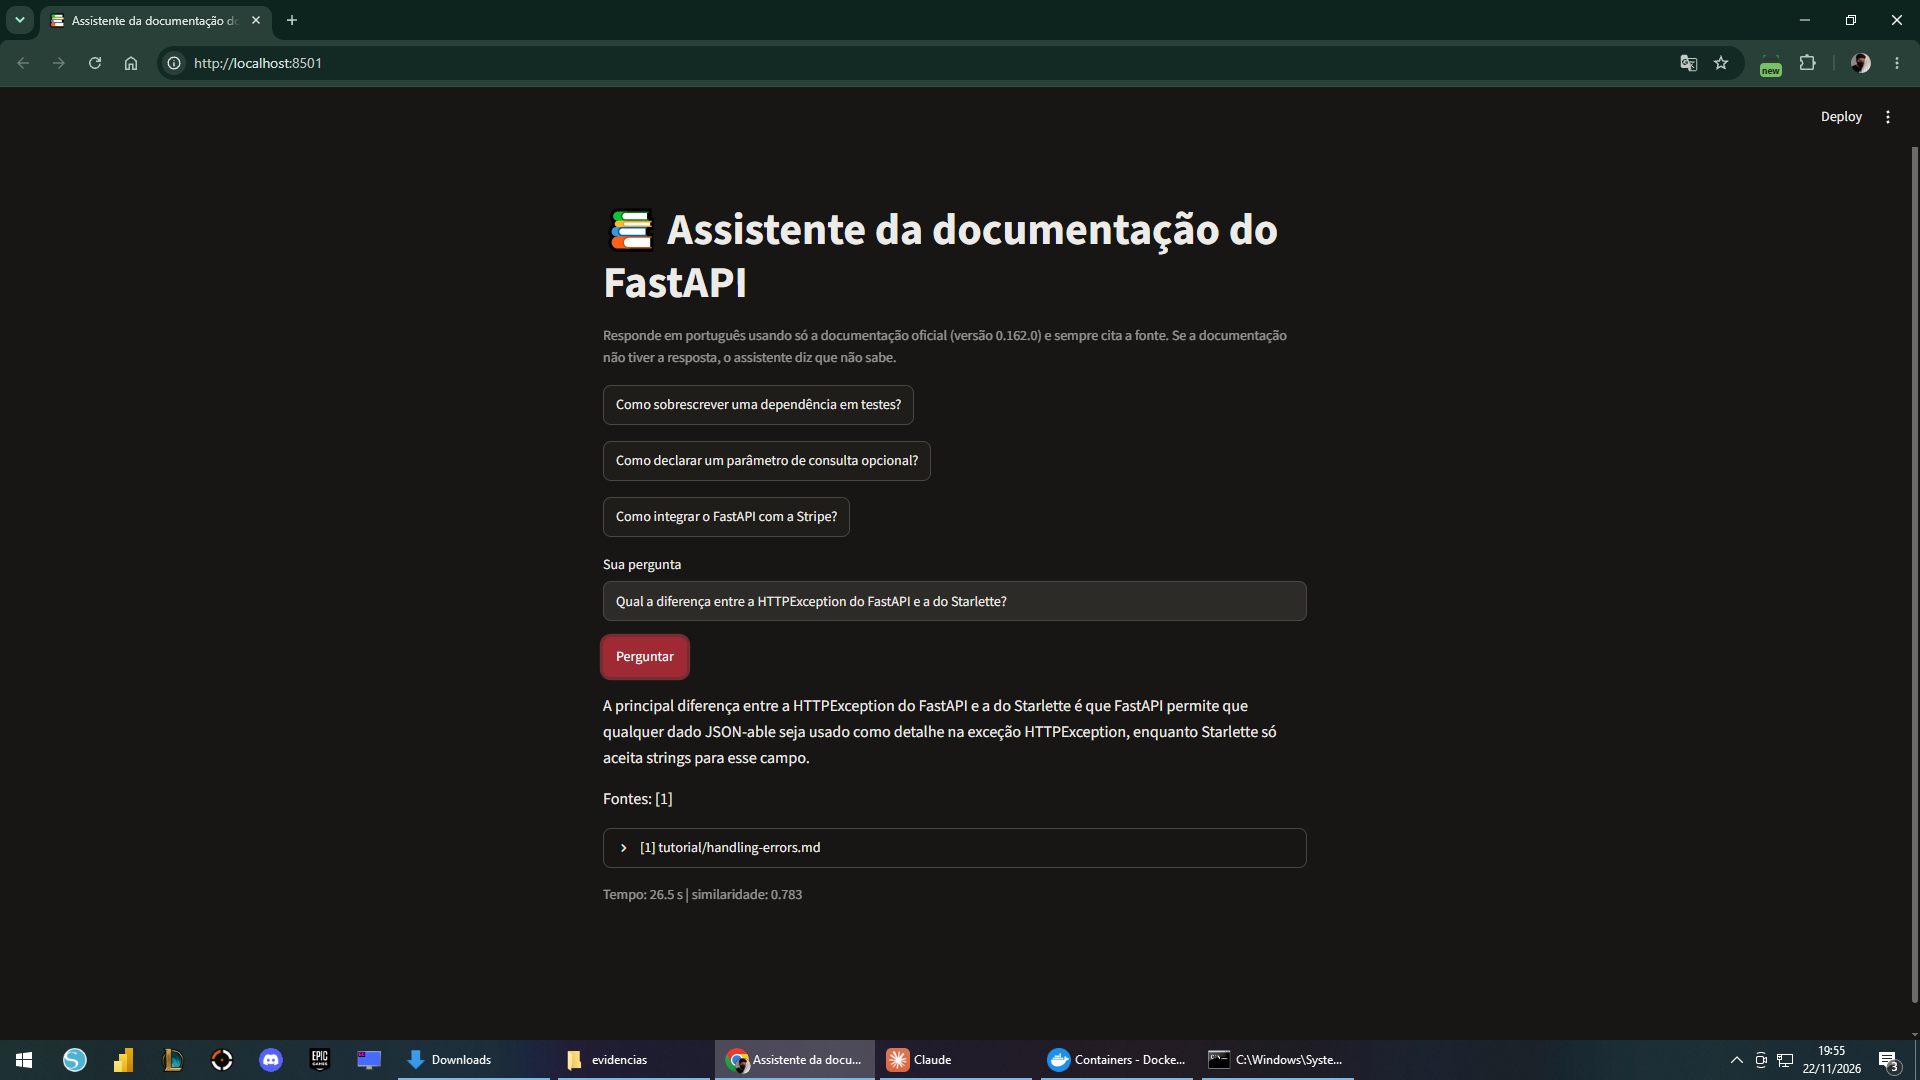 Assistente da documentação do
http://localhost:8501
new
Deploy
Assistente da documentação do
FastAPI
Responde em português usando só a documentação oficial (versão 0.162.0) e sempre cita a fonte. Se a documentação
não tiver a resposta, o assistente diz que não sabe.
Como sobrescrever uma dependência em testes?
Como declarar um parâmetro de consulta opcional?
Como integrar o FastAPI com a Stripe?
Sua pergunta
Qual a diferença entre a HTTPException do FastAPI e a do Starlette?
Perguntar
A principal diferença entre a HTTPException do FastAPI e a do Starlette é que FastAPI permite que
qualquer dado JSON-able seja usado como detalhe na exceção HTTPException, enquanto Starlette só
aceita strings para esse campo.
Fontes: [1]
[1] tutorial/handling-errors.md
Tempo: 26.5 s | similaridade: 0.783
EPIC
GAMES
Downloads
evidencias
Assistente da docu...
Claude
Containers - Docke...
C:\Windows\Syste...
19:55
22/11/2026
3